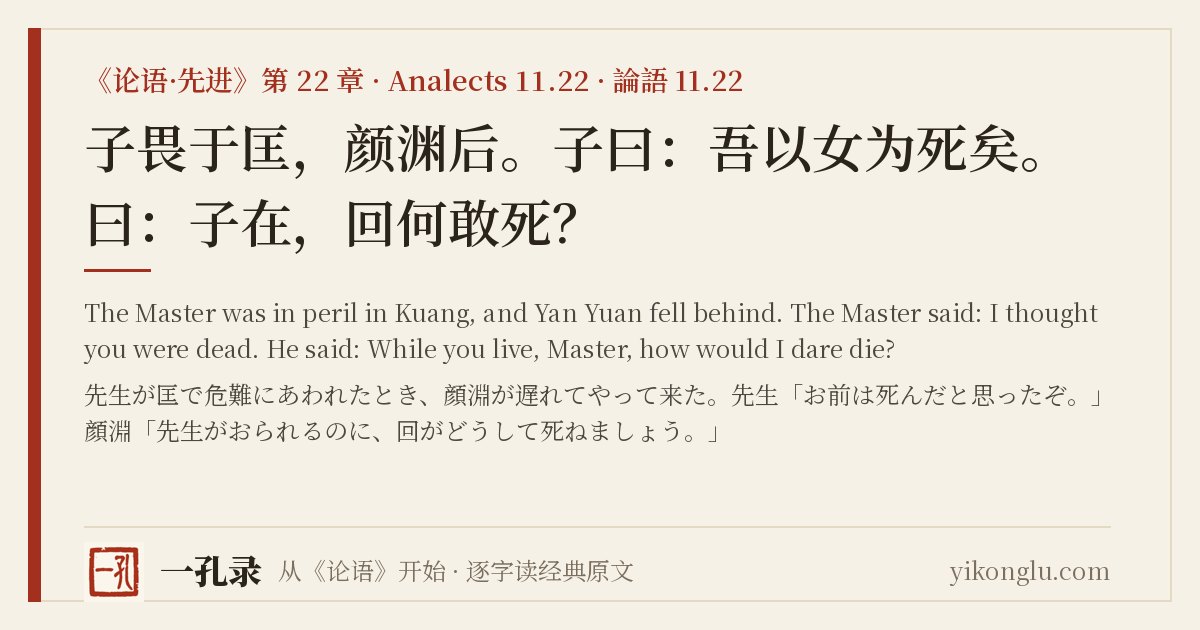 《论语·先进》第 22 章 · Analects 11.22 · 論語 11.22
子畏于匡，颜渊后。子曰：吾以女为死矣。
曰：子在，回何敢死？
The Master was in peril in Kuang, and Yan Yuan fell behind. The Master said: I thought
you were dead. He said: While you live, Master, how would I dare die?
先生が匡で危難にあわれたとき、顔淵が遅れてやって来た。先生「お前は死んだと思ったぞ。」
顔淵「先生がおられるのに、回がどうして死ねましょう。」
一孔
一孔录 从《论语》开始 · 逐字读经典原文 yikonglu.com